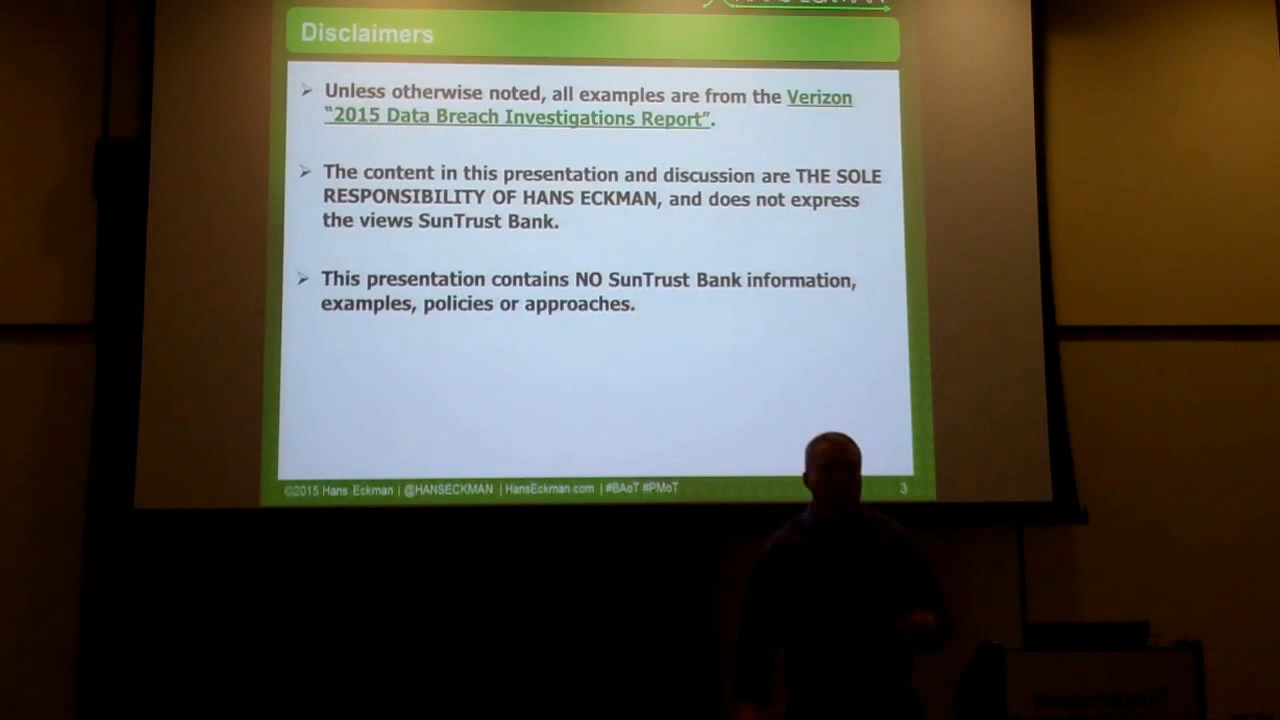 Disclaimers
Unless otherwise noted, all examples are from the Verizon
"2015 Data Breach Investigations Report".
The content in this presentation and discussion are THE SOLE
RESPONSIBILITY OF HANS ECKMAN, and does not express
the views SunTrust Bank.
This presentation contains NO SunTrust Bank information,
examples, policies or approaches.
©2015 Hans Eckman | @HANSECKMAN | HansEckman.com | #BAoT #PMoT
3